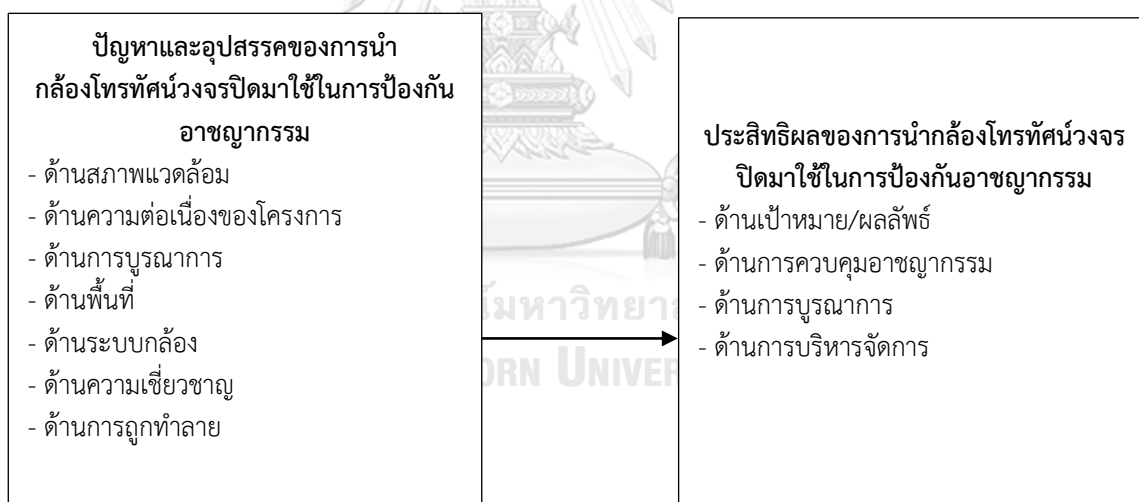 ปัญหาและอุปสรรคของการนำ
กล้องโทรทัศน์วงจรปิดมาใช้ในการป้องกัน
อาชญากรรม
- ด้านสภาพแวดล้อม
- ด้านความต่อเนื่องของโครงการ
- ด้านการบูรณาการ
- ด้านพื้นที่
- ด้านระบบกล้อง
- ด้านความเชี่ยวชาญ
- ด้านการถูกทำลาย
ประสิทธิผลของการนำกล้องโทรทัศน์วงจร
ปิดมาใช้ในการป้องกันอาชญากรรม
- ด้านเป้าหมาย/ผลลัพธ์
- ด้านการควบคุมอาชญากรรม
- ด้านการบูรณาการ
- ด้านการบริหารจัดการ